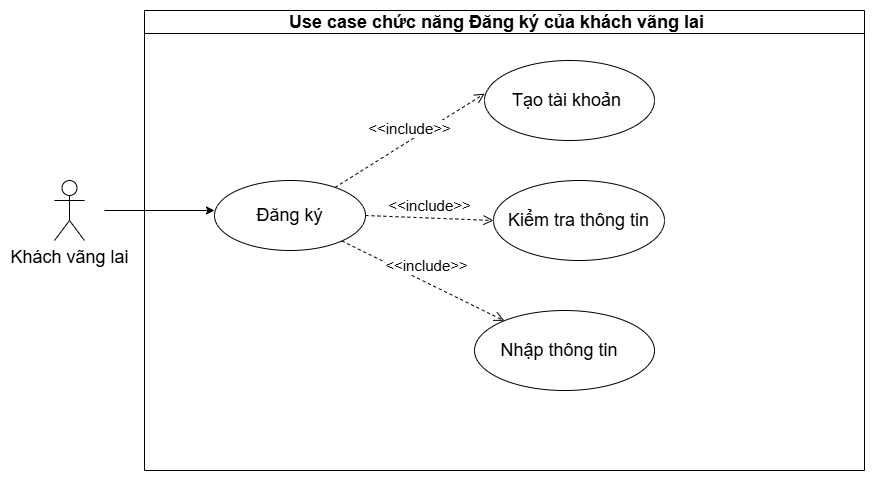 Use case chức năng Đăng ký của khách vãng lai
Tạo tài khoản
<<include>>
Đăng ký
<<include>>
Kiểm tra thông tin
Khách vãng lai
<<include>>
Nhập thông tin